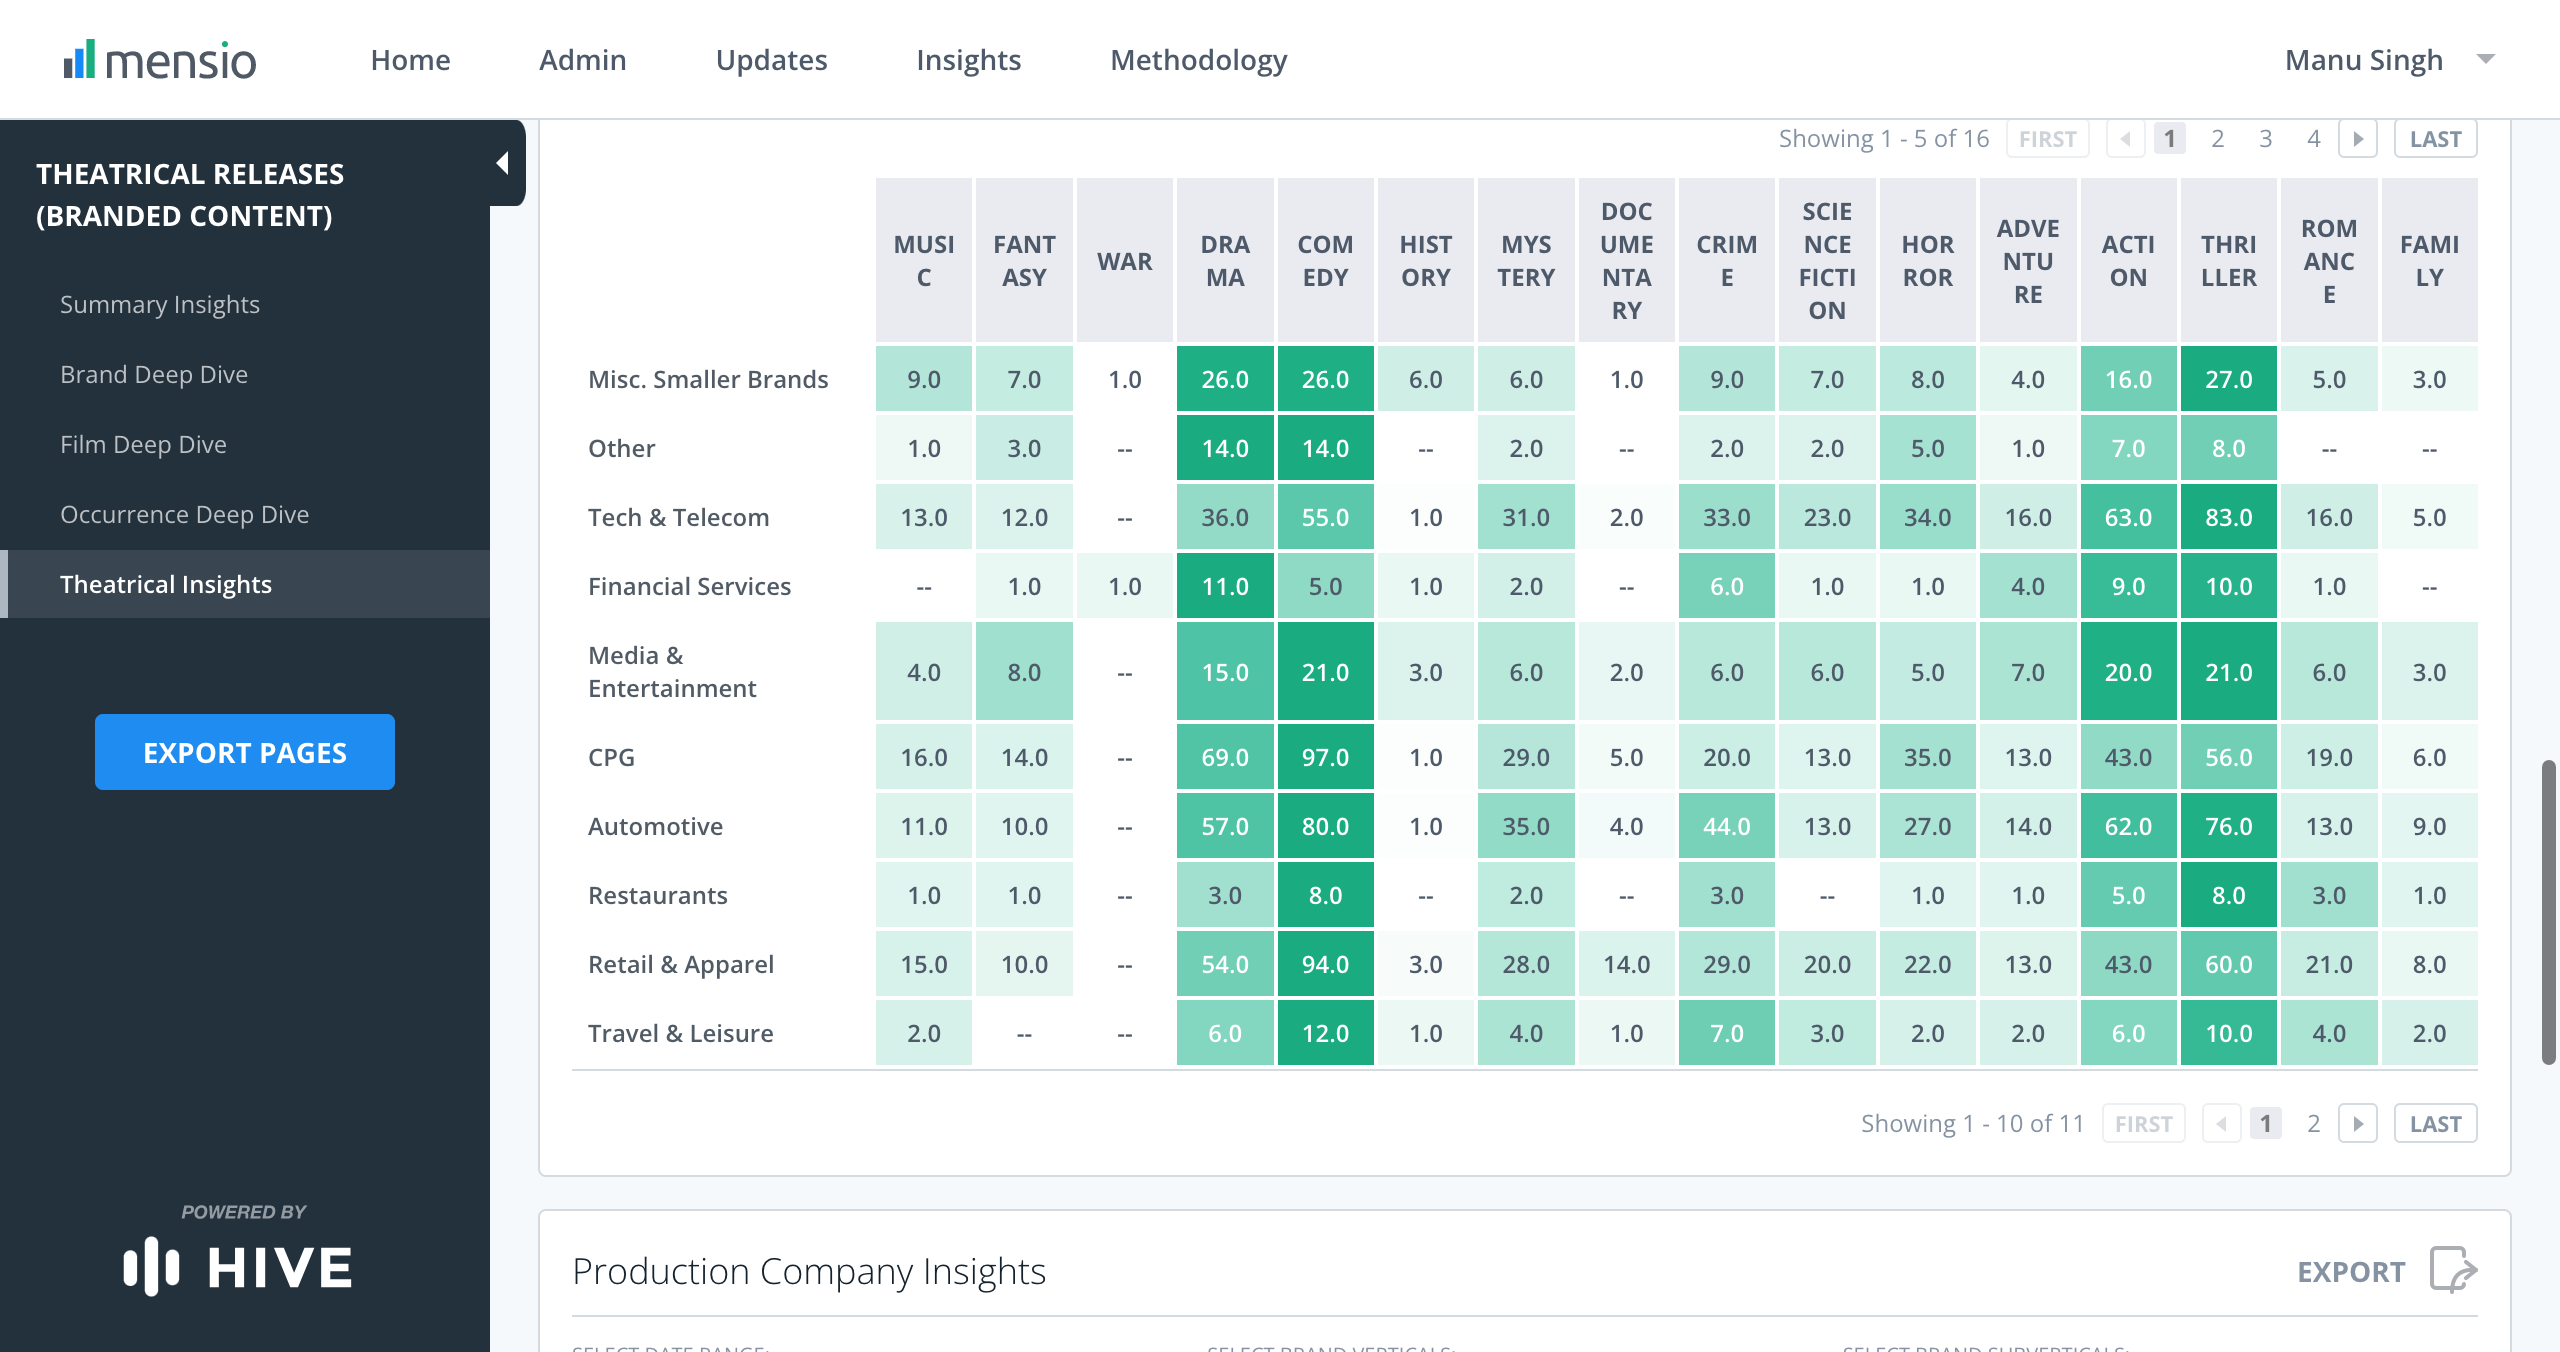 mensio Home Admin Updates Insights Methodology Manu Singh
THEATRICAL RELEASES
(BRANDED CONTENT)
Summary Insights
Brand Deep Dive
Film Deep Dive
Occurrence Deep Dive
Theatrical Insights
EXPORT PAGES
POWERED BY
HIVE
Showing 1 - 5 of 16 FIRST 1 2 3 4 LAST
MUSIC FANTASY WAR DRAMA COMEDY HISTORY MYSTERY DOCUMENTARY CRIME SCIENCE FICTION HORROR ADVENTURE ACTION THRILLER ROMANCE FAMILY
Misc. Smaller Brands 9.0 7.0 1.0 26.0 26.0 6.0 6.0 1.0 9.0 7.0 8.0 4.0 16.0 27.0 5.0 3.0
Other 1.0 3.0 -- 14.0 14.0 -- 2.0 -- 2.0 2.0 5.0 1.0 7.0 8.0 -- --
Tech & Telecom 13.0 12.0 -- 36.0 55.0 1.0 31.0 2.0 33.0 23.0 34.0 16.0 63.0 83.0 16.0 5.0
Financial Services -- 1.0 1.0 11.0 5.0 1.0 2.0 -- 6.0 1.0 1.0 4.0 9.0 10.0 1.0 --
Media &
Entertainment 4.0 8.0 -- 15.0 21.0 3.0 6.0 2.0 6.0 6.0 5.0 7.0 20.0 21.0 6.0 3.0
CPG 16.0 14.0 -- 69.0 97.0 1.0 29.0 5.0 20.0 13.0 35.0 13.0 43.0 56.0 19.0 6.0
Automotive 11.0 10.0 -- 57.0 80.0 1.0 35.0 4.0 44.0 13.0 27.0 14.0 62.0 76.0 13.0 9.0
Restaurants 1.0 1.0 -- 3.0 8.0 -- 2.0 -- 3.0 -- 1.0 1.0 5.0 8.0 3.0 1.0
Retail & Apparel 15.0 10.0 -- 54.0 94.0 3.0 28.0 14.0 29.0 20.0 22.0 13.0 43.0 60.0 21.0 8.0
Travel & Leisure 2.0 -- -- 6.0 12.0 1.0 4.0 1.0 7.0 3.0 2.0 2.0 6.0 10.0 4.0 2.0
Showing 1 - 10 of 11 FIRST 1 2 LAST
Production Company Insights EXPORT
SELECT DATE RANGE: SELECT BRAND VERTICALS: SELECT BRAND SUBVERTICALS: